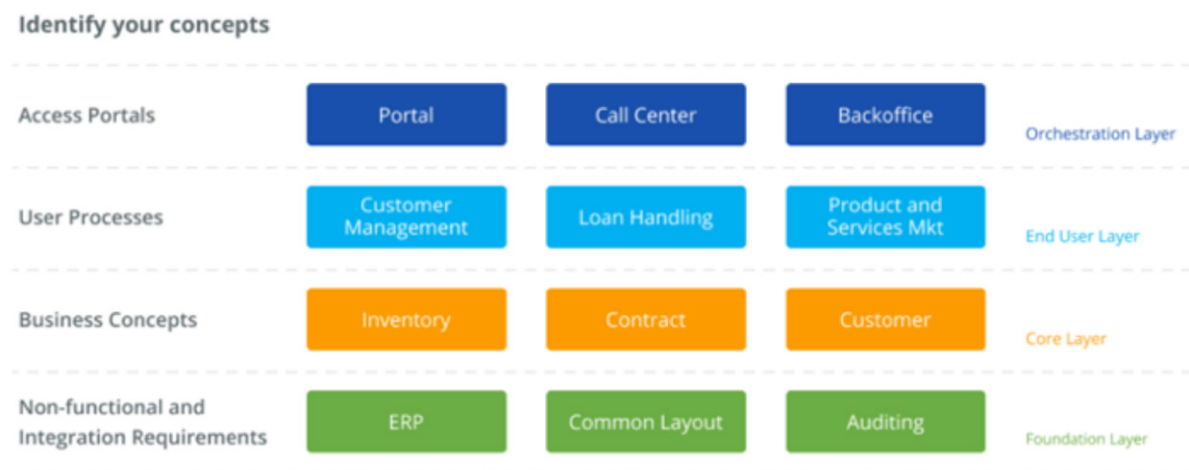 Identify your concepts
Access Portals
Portal
Call Center
Backoffice
Orchestration Layer
User Processes
Customer
Management
Loan Handling
Product and
Services Mkt
End User Layer
Business Concepts
Inventory
Contract
Customer
Core Layer
Non-functional and
Integration Requirements
ERP
Common Layout
Auditing
Foundation Layer